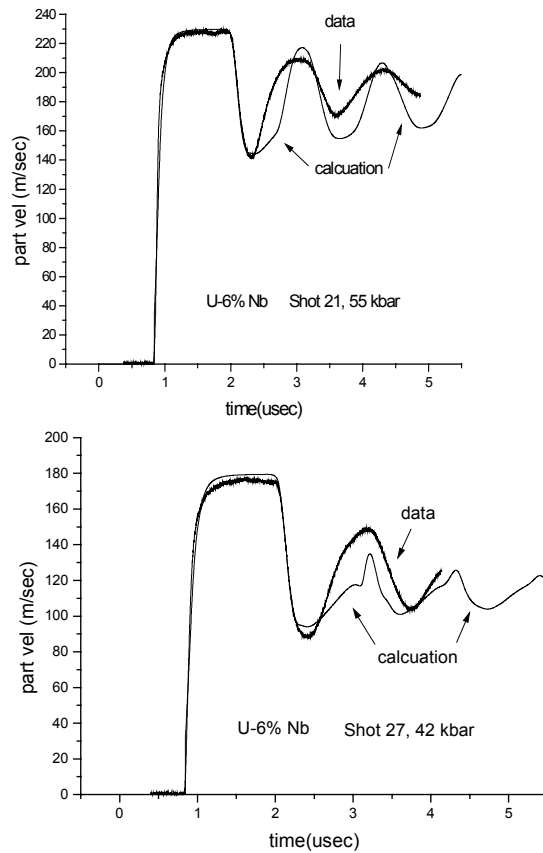 240
220
200
180
160
140
120
100
80
60
40
20
0
part vel (m/sec)
data
calcuation
U-6% Nb Shot 21, 55 kbar
0 1 2 3 4 5
time(usec)
200
180
160
140
120
100
80
60
40
20
0
part vel (m/sec)
data
calcuation
U-6% Nb Shot 27, 42 kbar
0 1 2 3 4 5
time(usec)